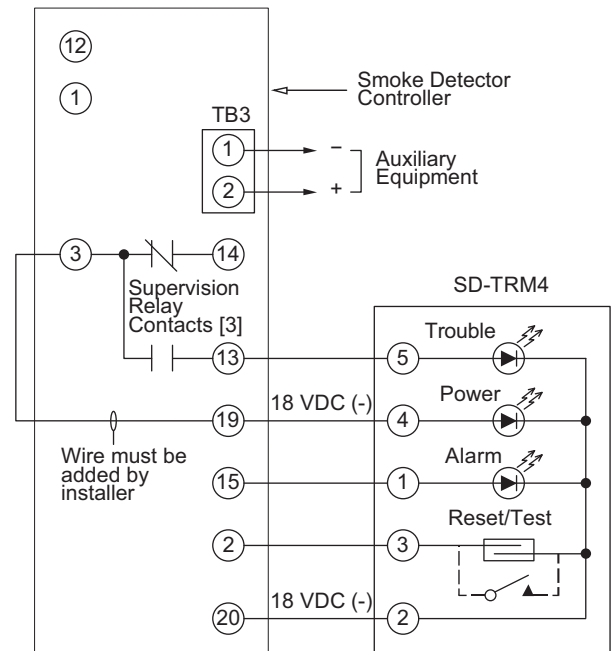 12
1
Smoke Detector
Controller
TB3
1
−
2
+
Auxiliary
Equipment
3
14
Supervision
Relay
Contacts [3]
SD-TRM4
13
5
Trouble
19
18 VDC (-)
4
Power
Wire must be
added by
installer
15
1
Alarm
2
3
Reset/Test
20
18 VDC (-)
2